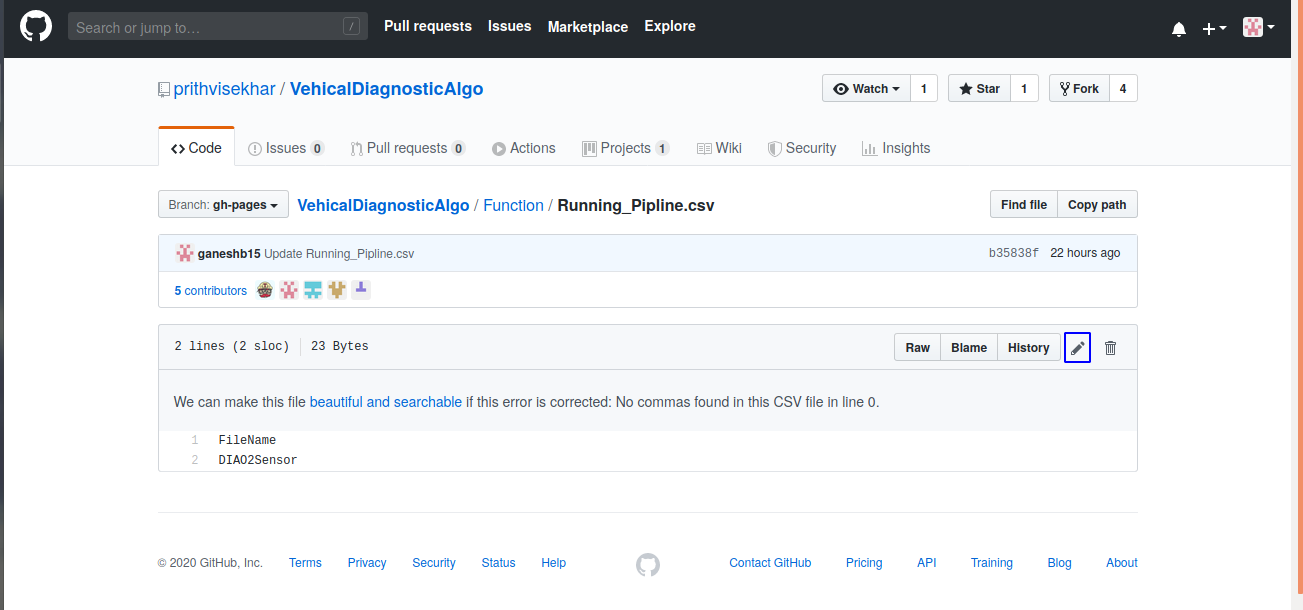 Search or jump to… / Pull requests Issues Marketplace Explore
prithvisekhar / VehicalDiagnosticAlgo Watch 1 Star 1 Fork 4
Code Issues 0 Pull requests 0 Actions Projects 1 Wiki Security Insights
Branch: gh-pages VehicalDiagnosticAlgo / Function / Running_Pipline.csv Find file Copy path
ganeshb15 Update Running_Pipline.csv b35838f 22 hours ago
5 contributors
2 lines (2 sloc) 23 Bytes Raw Blame History
We can make this file beautiful and searchable if this error is corrected: No commas found in this CSV file in line 0.
1 FileName
2 DIAO2Sensor
© 2020 GitHub, Inc. Terms Privacy Security Status Help Contact GitHub Pricing API Training Blog About